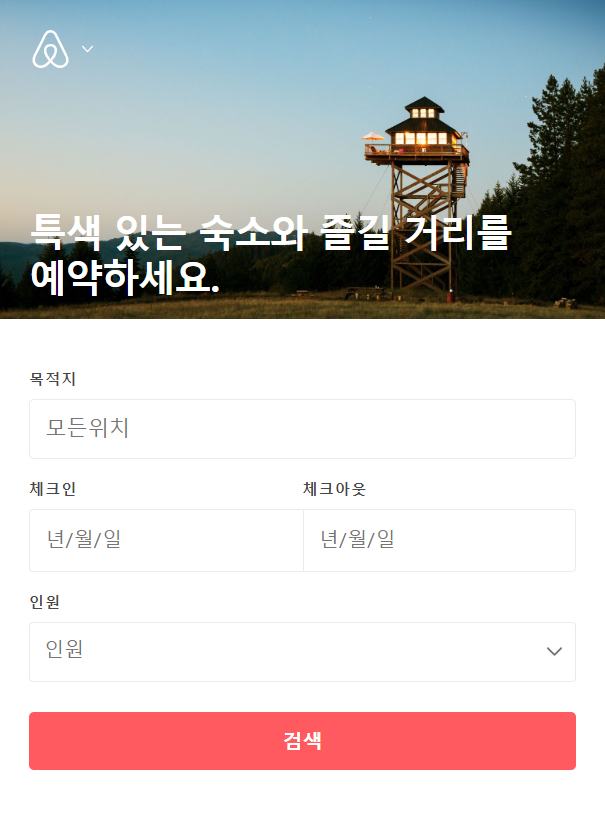 특색 있는 숙소와 즐길 거리를
예약하세요.
목적지
모든위치
체크인 체크아웃
년/월/일 년/월/일
인원
인원
검색